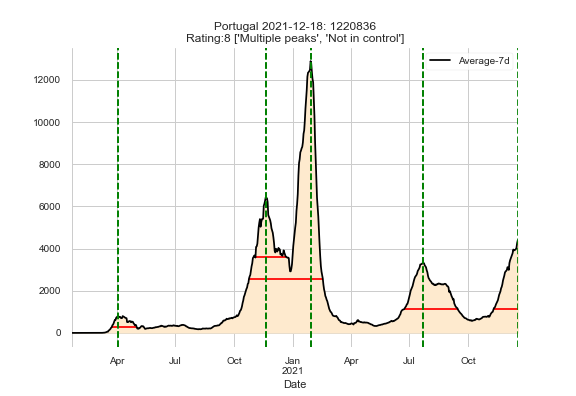 Portugal 2021-12-18: 1220836
Rating:8 ['Multiple peaks', 'Not in control']
Average-7d
12000
10000
8000
6000
4000
2000
0
Apr Jul Oct Jan Apr Jul Oct
2021
Date